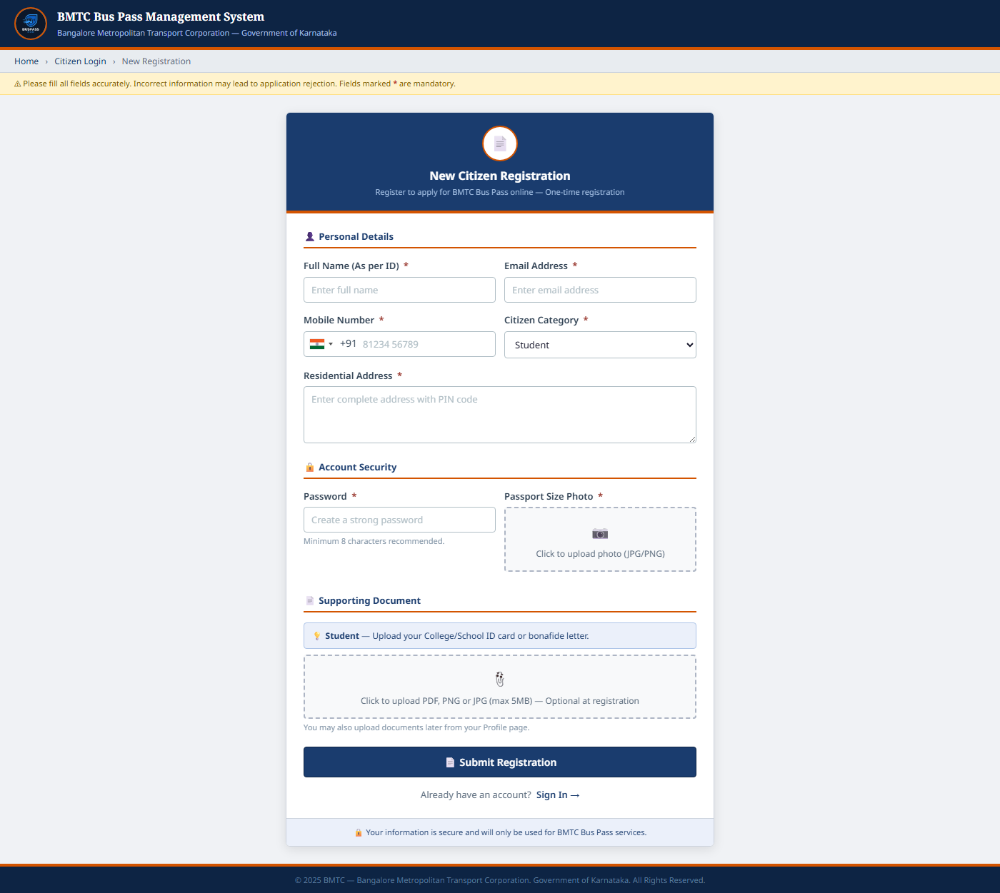 BUSPASS
BMTC Bus Pass Management System
Bangalore Metropolitan Transport Corporation — Government of Karnataka
Home › Citizen Login › New Registration
⚠ Please fill all fields accurately. Incorrect information may lead to application rejection. Fields marked * are mandatory.
New Citizen Registration
Register to apply for BMTC Bus Pass online — One-time registration
Personal Details
Full Name (As per ID) * Email Address *
Enter full name Enter email address
Mobile Number * Citizen Category *
+91 81234 56789 Student
Residential Address *
Enter complete address with PIN code
Account Security
Password * Passport Size Photo *
Create a strong password
Minimum 8 characters recommended.
Click to upload photo (JPG/PNG)
Supporting Document
Student — Upload your College/School ID card or bonafide letter.
Click to upload PDF, PNG or JPG (max 5MB) — Optional at registration
You may also upload documents later from your Profile page.
Submit Registration
Already have an account? Sign In →
Your information is secure and will only be used for BMTC Bus Pass services.
© 2025 BMTC — Bangalore Metropolitan Transport Corporation. Government of Karnataka. All Rights Reserved.